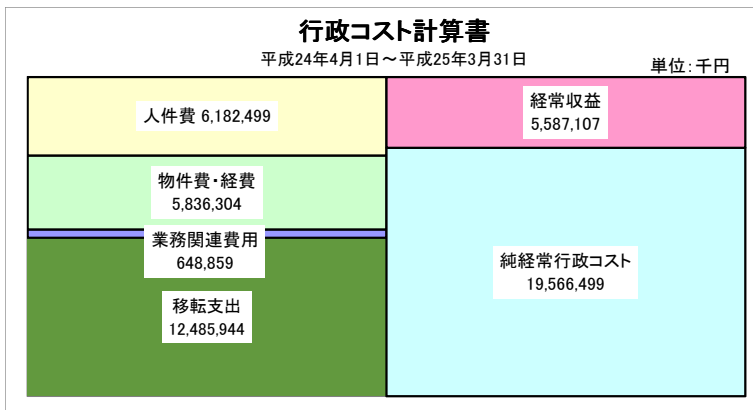 行政コスト計算書
平成24年4月1日～平成25年3月31日
単位：千円
人件費 6,182,499
物件費・経費
5,836,304
業務関連費用
648,859
移転支出
12,485,944
経常収益
5,587,107
純経常行政コスト
19,566,499